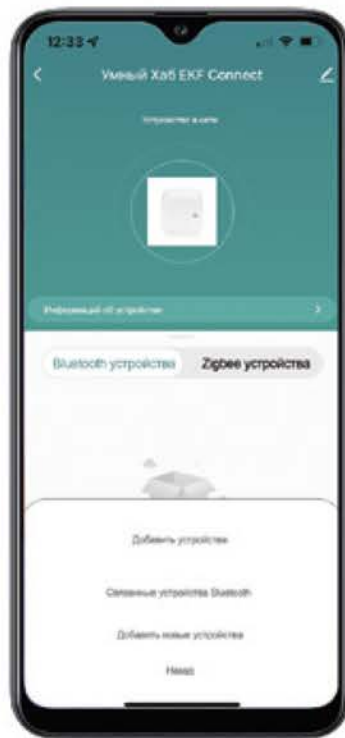 12:33
Умный Хаб EKF Connect
Устройство в сети
Информация об устройстве
Bluetooth устройства Zigbee устройства
Добавить устройства
Связанные устройства Bluetooth
Добавить новые устройства
Назад